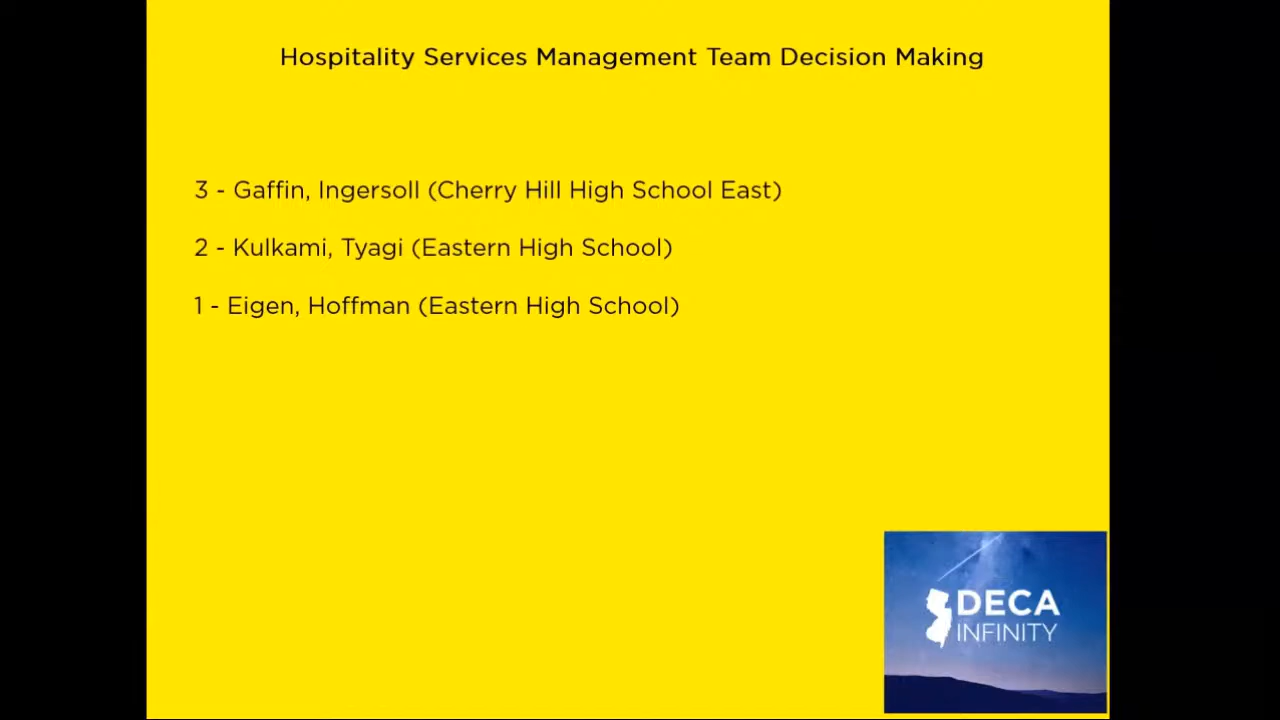 Hospitality Services Management Team Decision Making
3 - Gaffin, Ingersoll (Cherry Hill High School East)
2 - Kulkami, Tyagi (Eastern High School)
1 - Eigen, Hoffman (Eastern High School)
DECA
INFINITY